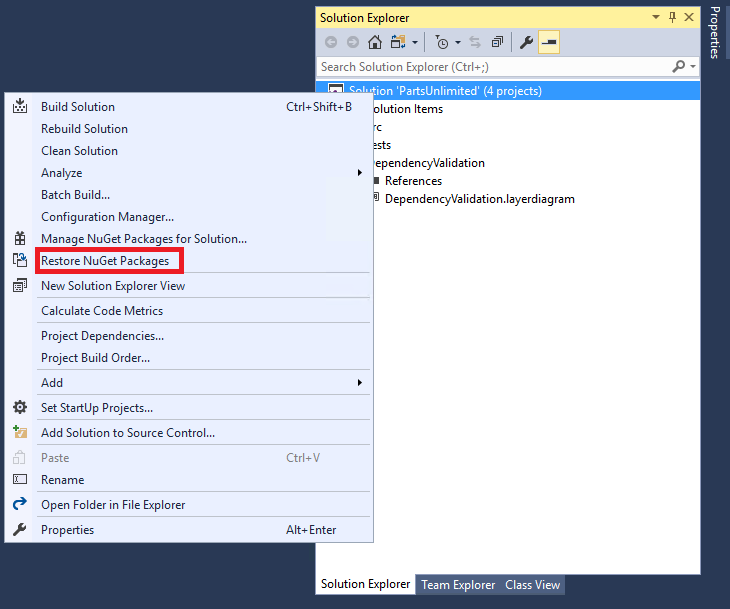 Solution Explorer
Search Solution Explorer (Ctrl+;)
Solution 'PartsUnlimited' (4 projects)
olution Items
rc
ests
ependencyValidation
References
DependencyValidation.layerdiagram
Build Solution Ctrl+Shift+B
Rebuild Solution
Clean Solution
Analyze
Batch Build...
Configuration Manager...
Manage NuGet Packages for Solution...
Restore NuGet Packages
New Solution Explorer View
Calculate Code Metrics
Project Dependencies...
Project Build Order...
Add
Set StartUp Projects...
Add Solution to Source Control...
Paste Ctrl+V
Rename
Open Folder in File Explorer
Properties Alt+Enter
Solution Explorer Team Explorer Class View
Properties